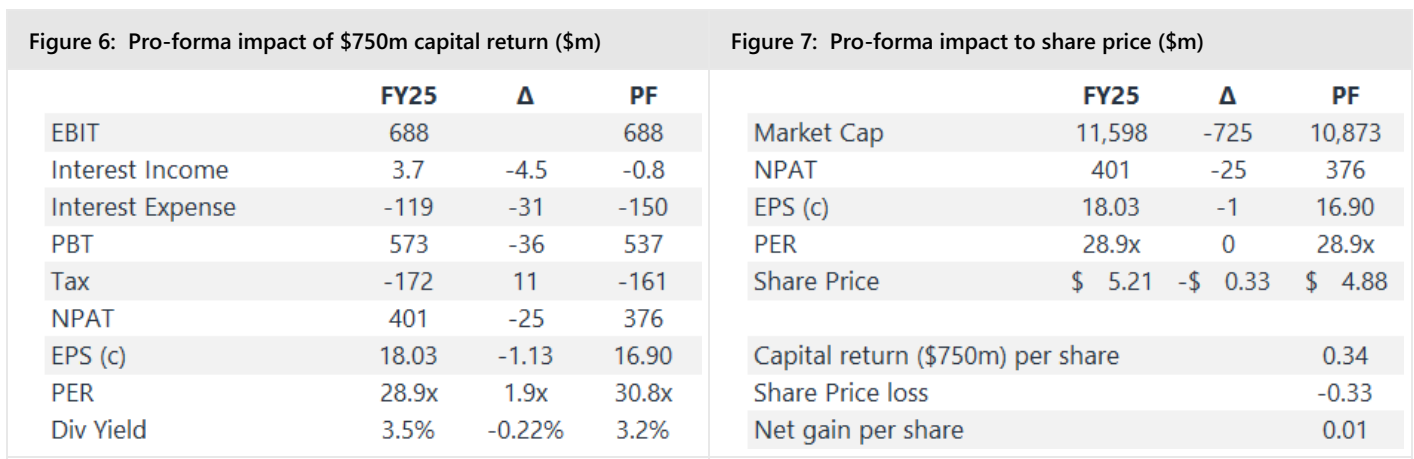 Figure 6: Pro-forma impact of $750m capital return ($m)
FY25 Δ PF
EBIT 688 688
Interest Income 3.7 -4.5 -0.8
Interest Expense -119 -31 -150
PBT 573 -36 537
Tax -172 11 -161
NPAT 401 -25 376
EPS (c) 18.03 -1.13 16.90
PER 28.9x 1.9x 30.8x
Div Yield 3.5% -0.22% 3.2%
Figure 7: Pro-forma impact to share price ($m)
FY25 Δ PF
Market Cap 11,598 -725 10,873
NPAT 401 -25 376
EPS (c) 18.03 -1 16.90
PER 28.9x 0 28.9x
Share Price $ 5.21 -$ 0.33 $ 4.88
Capital return ($750m) per share 0.34
Share Price loss -0.33
Net gain per share 0.01